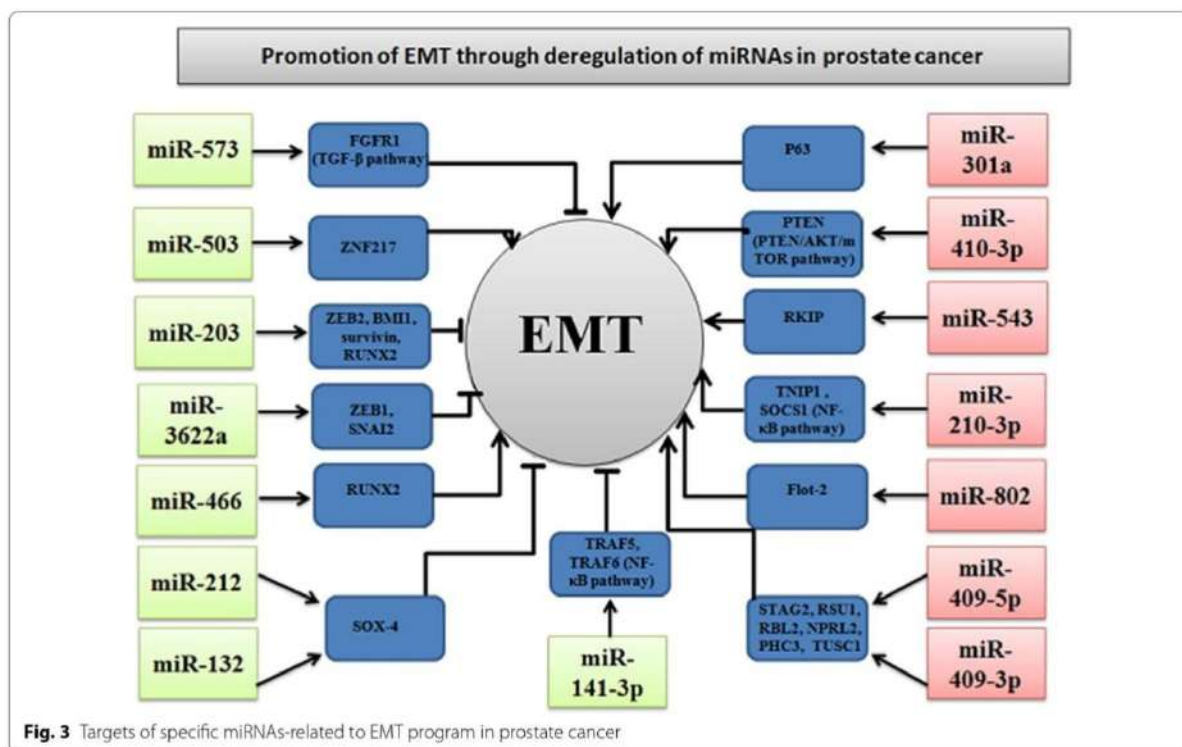 Promotion of EMT through deregulation of miRNAs in prostate cancer
miR-573
FGFR1
(TGF-β pathway
miR-503
ZNF217
miR-203
ZEB2, BMI1,
survivin,
RUNX2
miR-
3622a
ZEB1,
SNAI2
miR-466
RUNX2
miR-212
miR-132
SOX-4
EMT
TRAF5,
TRAF6 (NF-
κB pathway)
miR-
141-3p
P63
miR-
301a
PTEN
(PTEN/AKT/m
TOR pathway)
miR-
410-3p
RKIP
miR-543
TNIP1 ,
SOCS1 (NF-
κB pathway)
miR-
210-3p
Flot-2
miR-802
STAG2, RSU1,
RBL2, NPRL2,
PHC3, TUSC1
miR-
409-5p
miR-
409-3p
Fig. 3 Targets of specific miRNAs-related to EMT program in prostate cancer